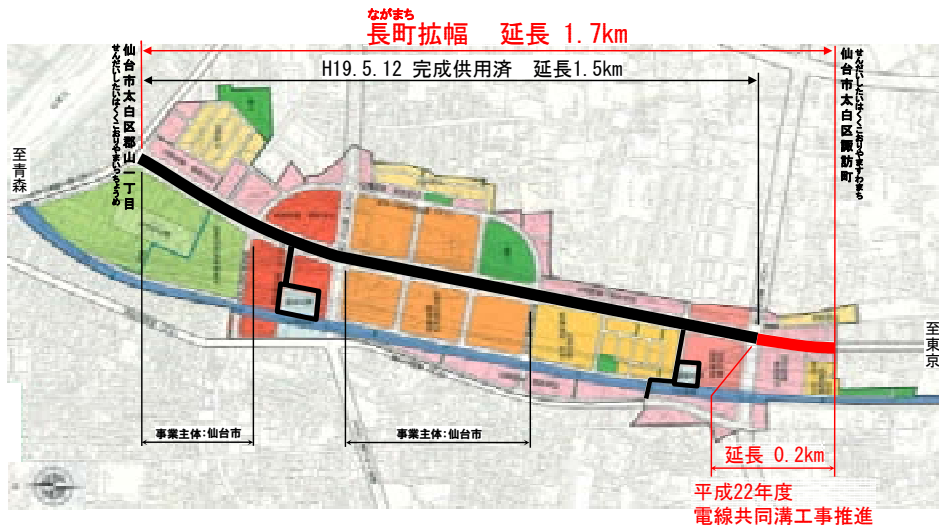 ながまち
長町拡幅 延長 1.7km
H19.5.12 完成供用済 延長1.5km
仙台市太白区郡山一丁目
せんだいしたいはくくこおりやまいっちょうめ
仙台市太白区諏訪町
せんだいしたいはくくこおりやますわまち
至青森
至東京
事業主体:仙台市
事業主体:仙台市
延長 0.2km
平成22年度
電線共同溝工事推進